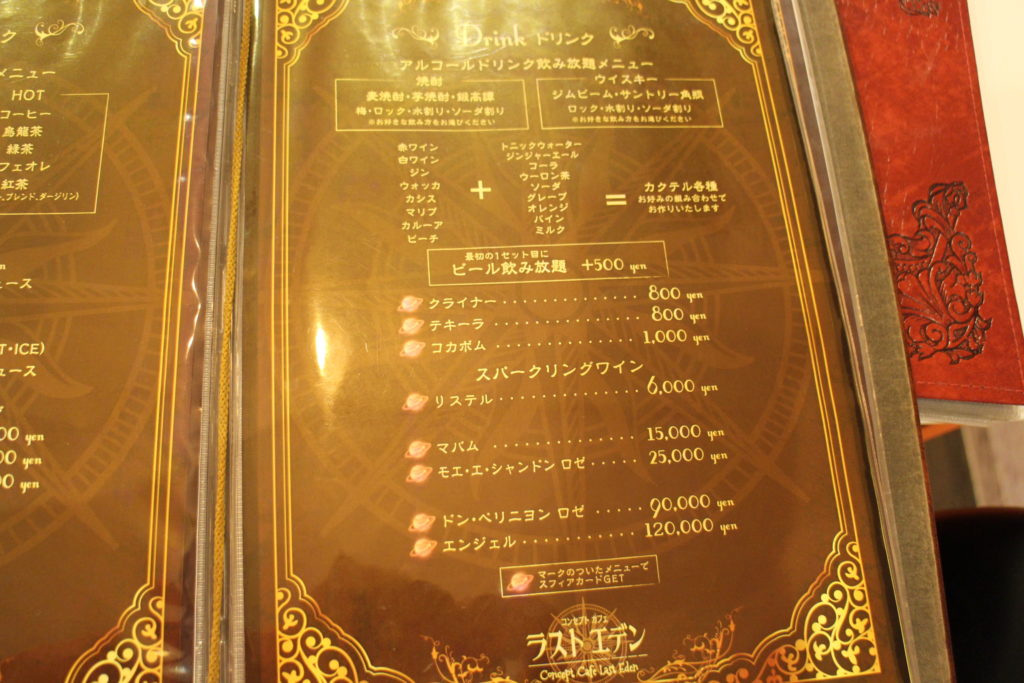 ク
メニュー
HOT
コーヒー
烏龍茶
緑茶
フェオレ
紅茶
ブレンド、ダージリン)
ュース
T・ICE)
ュース
00 yen
00 yen
00 yen
Drink ドリンク
アルコールドリンク飲み放題メニュー
焼酎
麦焼酎・芋焼酎・鍛高譚
梅・ロック・水割り・ソーダ割り
※お好きな飲み方をお選びください
ウイスキー
ジムビーム・サントリー角瓶
ロック・水割り・ソーダ割り
※お好きな飲み方をお選びください
赤ワイン
白ワイン
ジン
ウォッカ
カシス
マリブ
カルーア
ピーチ
+
トニックウォーター
ジンジャーエール
コーラ
ウーロン茶
ソーダ
グレープ
オレンジ
パイン
ミルク
=
カクテル各種
お好みの組み合わせで
お作りいたします
最初の1セット目に
ビール飲み放題 +500 yen
クライナー・・・・・・・・・・・・・・・ 800 yen
テキーラ・・・・・・・・・・・・・・・ 800 yen
コカボム・・・・・・・・・・・・・・・ 1,000 yen
スパークリングワイン
リステル・・・・・・・・・・・・・・・ 6,000 yen
マバム・・・・・・・・・・・・・・・ 15,000 yen
モエ・エ・シャンドン ロゼ・・・・・ 25,000 yen
ドン・ペリニヨン ロゼ・・・・・ 90,000 yen
エンジェル・・・・・・・・・・・・ 120,000 yen
マークのついたメニューで
スフィアカードGET
コンセプト カフェ
ラスト エデン
Concept Cafe Last Eden